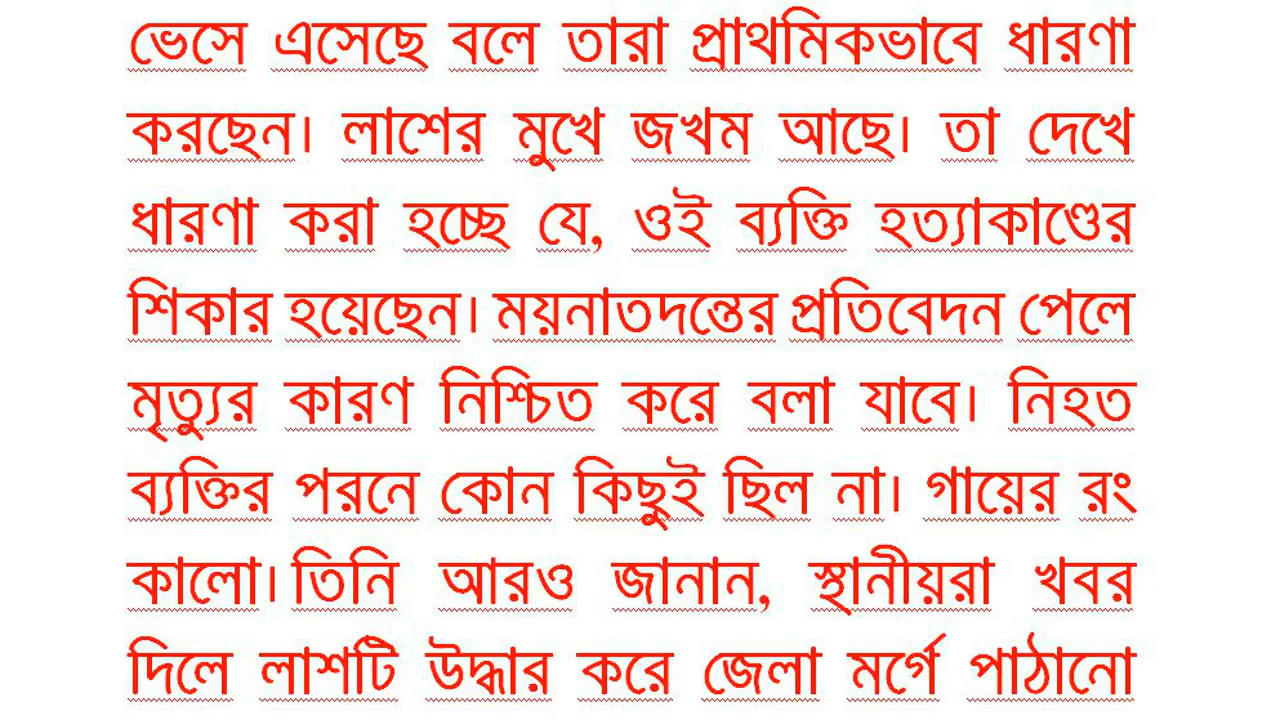 ভেসে এসেছে বলে তারা প্রাথমিকভাবে ধারণা
করছেন। লাশের মুখে জখম আছে। তা দেখে
ধারণা করা হচ্ছে যে, ওই ব্যক্তি হত্যাকাণ্ডের
শিকার হয়েছেন। ময়নাতদন্তের প্রতিবেদন পেলে
মৃত্যুর কারণ নিশ্চিত করে বলা যাবে। নিহত
ব্যক্তির পরনে কোন কিছুই ছিল না। গায়ের রং
কালো। তিনি আরও জানান, স্থানীয়রা খবর
দিলে লাশটি উদ্ধার করে জেলা মর্গে পাঠানো